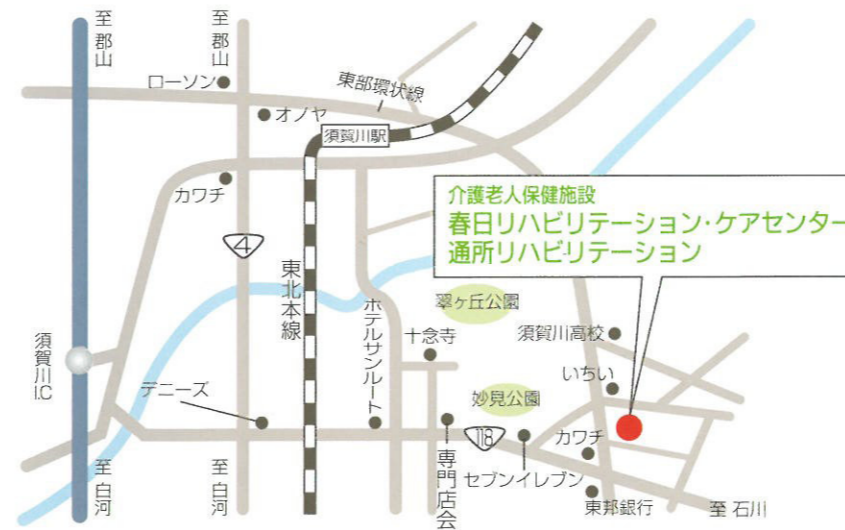 至 郡山
至 郡山
ローソン
東部環状線
オノヤ
須賀川駅
カワチ
介護老人保健施設
春日リハビリテーション・ケアセンター
通所リハビリテーション
4
東北本線
翠ヶ丘公園
ホテルサンルート
十念寺
須賀川高校
須賀川I.C
デニーズ
いちい
妙見公園
118
カワチ
専門店会
セブンイレブン
至 白河
至 白河
東邦銀行
至 石川